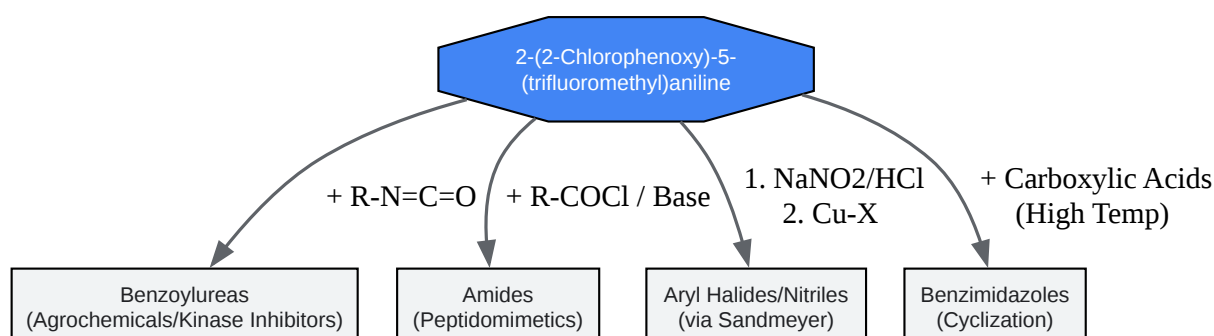 2-(2-Chlorophenoxy)-5-
(trifluoromethyl)aniline
+ R-N=C=O
+ R-COCl / Base
1. NaNO2/HCl
2. Cu-X
+ Carboxylic Acids
(High Temp)
Benzoylureas
(Agrochemicals/Kinase Inhibitors)
Amides
(Peptidomimetics)
Aryl Halides/Nitriles
(via Sandmeyer)
Benzimidazoles
(Cyclization)